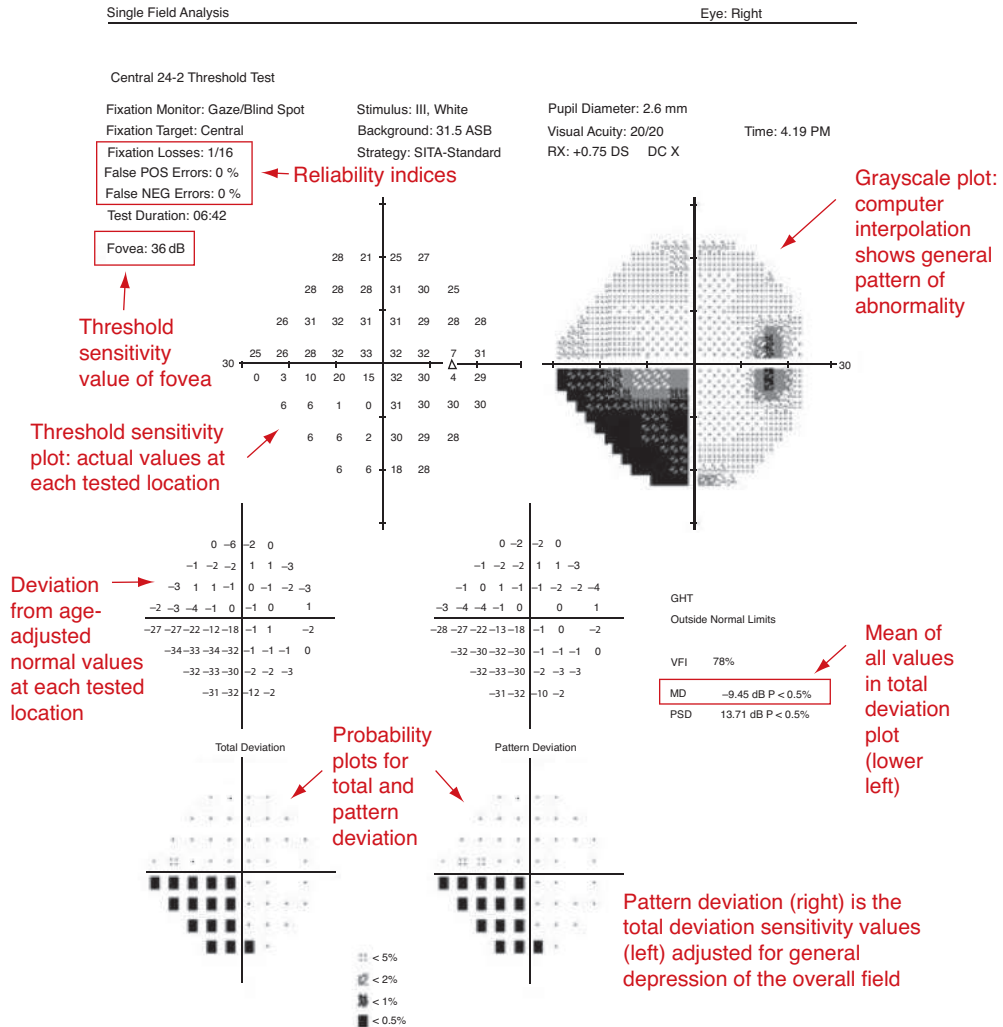 Single Field Analysis Eye: Right
Central 24-2 Threshold Test
Fixation Monitor: Gaze/Blind Spot Stimulus: III, White Pupil Diameter: 2.6 mm
Fixation Target: Central Background: 31.5 ASB Visual Acuity: 20/20 Time: 4.19 PM
Fixation Losses: 1/16 Strategy: SITA-Standard RX: +0.75 DS DC X
False POS Errors: 0 %
False NEG Errors: 0 %
Reliability indices
Test Duration: 06:42
Fovea: 36 dB
Threshold
sensitivity
value of fovea
Grayscale plot:
computer
interpolation
shows general
pattern of
abnormality
28 21 25 27
28 28 28 31 30 25
26 31 32 31 31 29 28 28
25 26 28 32 33 32 32 7 31
30
0 3 10 20 15 32 30 4 29
6 6 1 0 31 30 30 30
6 6 2 30 29 28
6 6 18 28
30
Threshold sensitivity
plot: actual values at
each tested location
Deviation
from age-
adjusted
normal values
at each tested
location
0 –6 –2 0
–1 –2 –2 1 1 –3
–3 1 1 –1 0 –1 –2 –3
–2 –3 –4 –1 0 –1 0 1
–27 –27 –22 –12 –18 –1 1 –2
–34 –33 –34 –32 –1 –1 –1 0
–32 –33 –30 –2 –2 –3
–31 –32 –12 –2
Total Deviation
0 –2 –2 0
–1 –2 –2 1 1 –3
–1 0 1 –1 –1 –2 –2 –4
–3 –4 –4 –1 0 –1 0 1
–28 –27 –22 –13 –18 –1 0 –2
–32 –30 –32 –30 –1 –1 –1 0
–32 –33 –30 –2 –3 –3
–31 –32 –10 –2
Pattern Deviation
GHT
Outside Normal Limits
VFI 78%
MD –9.45 dB P < 0.5%
PSD 13.71 dB P < 0.5%
Mean of
all values
in total
deviation
plot
(lower
left)
Probability
plots for
total and
pattern
deviation
Pattern deviation (right) is the
total deviation sensitivity values
(left) adjusted for general
depression of the overall field
< 5%
< 2%
< 1%
< 0.5%